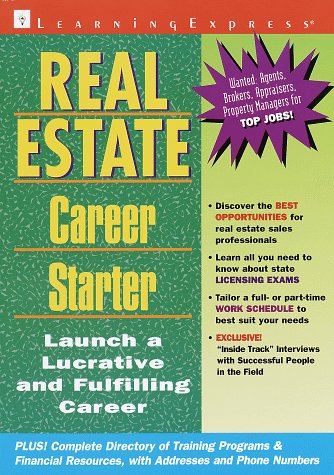 LEARNINGEXPRESS®
REAL
ESTATE
Career
Starter
Launch a
Lucrative
and Fulfilling
Career
Wanted: Agents,
Brokers, Appraisers,
Property Managers for
TOP JOBS!
• Discover the BEST
OPPORTUNITIES for
real estate sales
professionals
• Learn all you need to
know about state
LICENSING EXAMS
• Tailor a full- or part-time
WORK SCHEDULE to
best suit your needs
• EXCLUSIVE!
"Inside Track" Interviews
with Successful People
in the Field
PLUS! Complete Directory of Training Programs &
Financial Resources, with Addresses and Phone Numbers